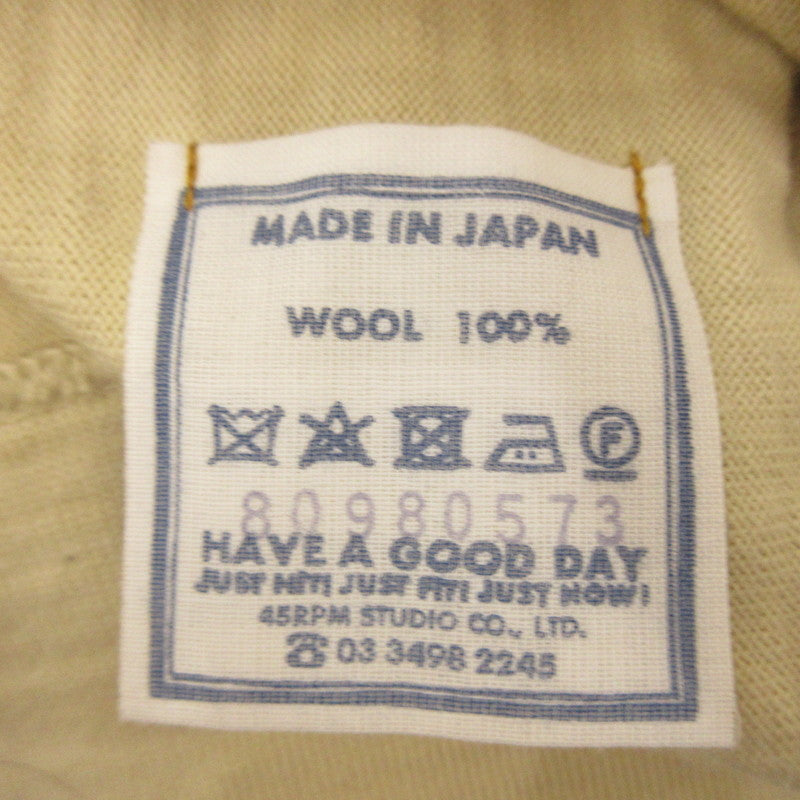 MADE IN JAPAN
WOOL 100%
F
80980573
HAVE A GOOD DAY
JUST HIT! JUST FIT! JUST NOW!
45RPM STUDIO CO., LTD.
☎ 03 3498 2245